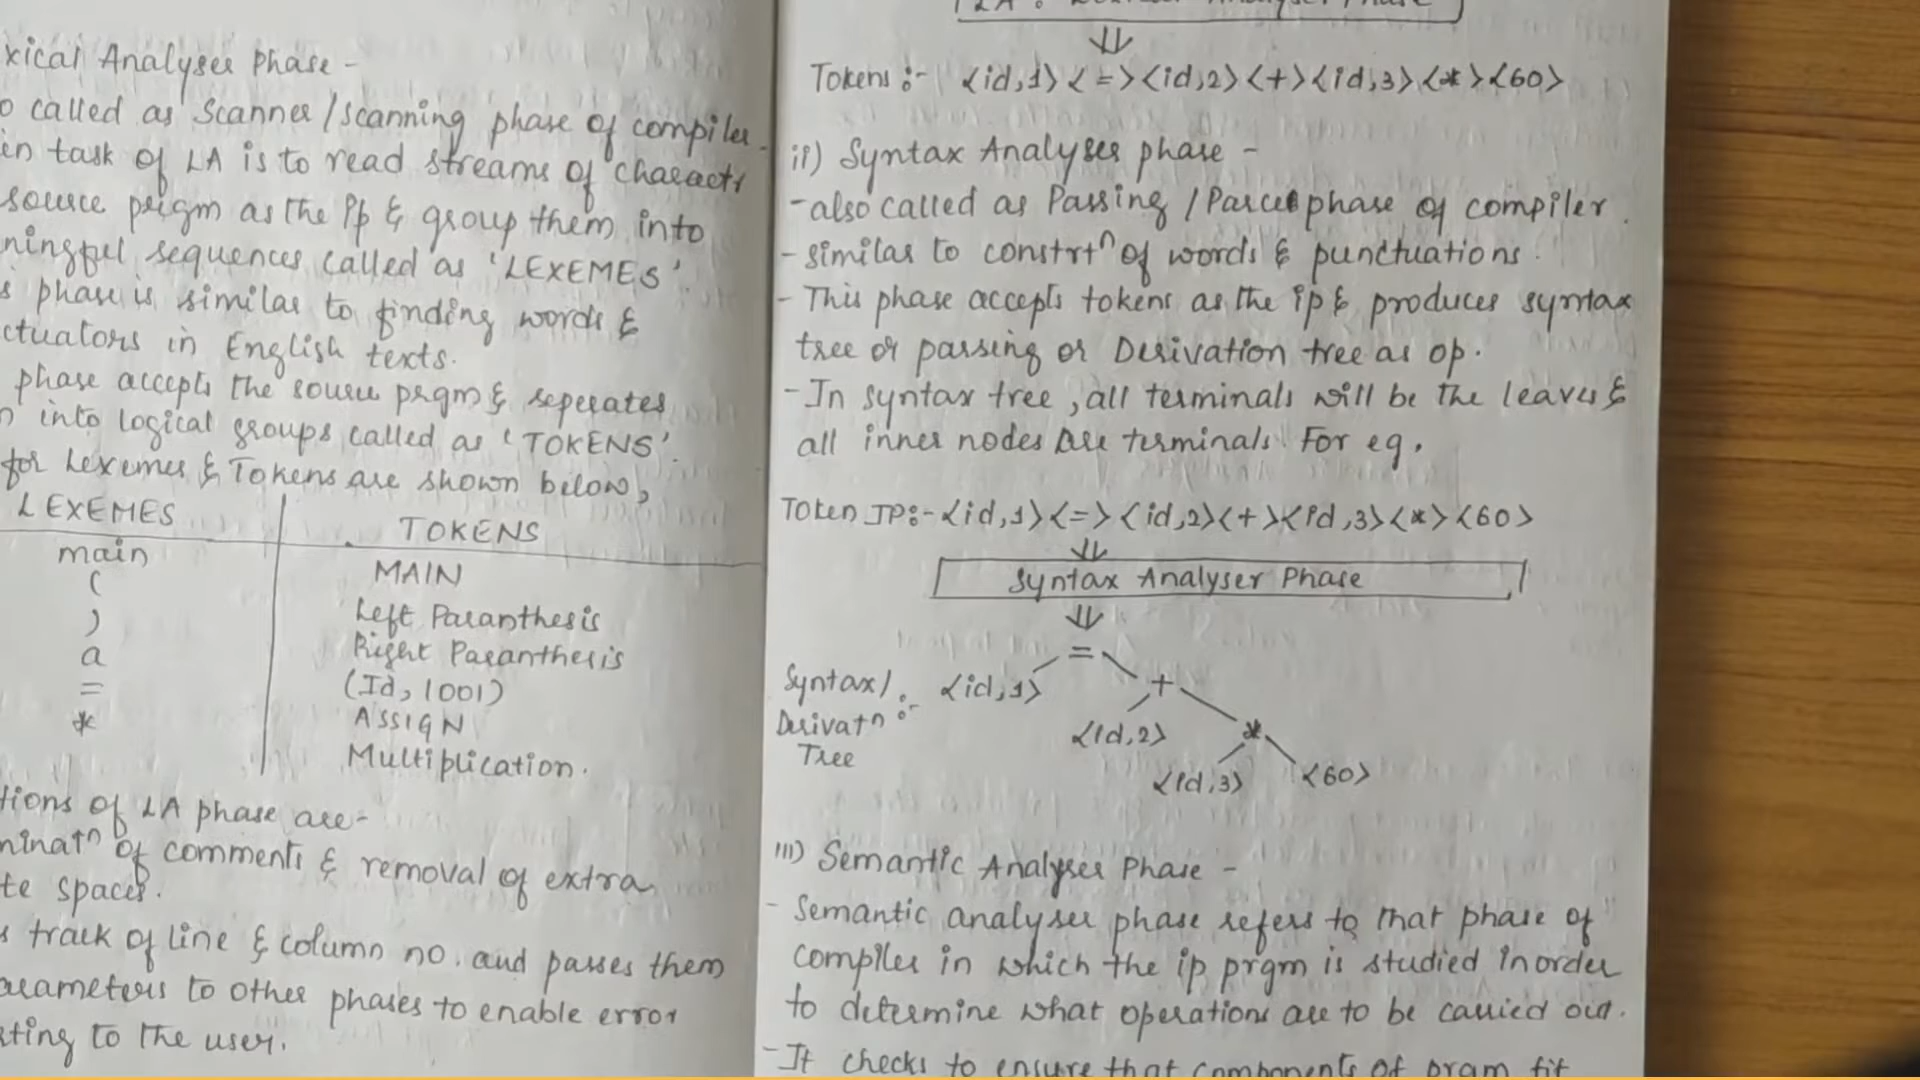 xical Analyser Phase -
o called as Scanner / Scanning phase of compiler.
in task of LA is to read streams of charactr
source prigm as the ip & group them into
ningful sequences called as 'LEXEMEs'.
s phase is similar to finding words &
ctuators in English texts.
phase accepts the source prgm & seperates
n into logical groups called as 'TOKENS'.
for Lexemes & Tokens are shown below,
LEXEMES TOKENS
main MAIN
( Left Paranthesis
) Right Paranthesis
a (Id, 1001)
= ASSIGN
* Multiplication.
tions of LA phase are-
minatn of comments & removal of extra
te spaces.
s track of line & column no. and passes them
arameters to other phases to enable error
rting to the user.
Tokens :- <id,1> <=> <id,2> <+> <id,3> <*> <60>
ii) Syntax Analyser phase -
- also called as Passing / Parcer phase of compiler.
- similar to constrtn of words & punctuations.
- This phase accepts tokens as the ip & produces syntax
tree or passing or Derivation tree as op.
- In syntax tree, all terminals will be the leaves &
all inner nodes are terminals. For eg,
Token IP:- <id,1> <=> <id,2> <+> <id,3> <*> <60>
Syntax Analyser Phase
=
Syntax/ <id,1> +
Derivatn :- <id,2> *
Tree <id,3> <60>
iii) Semantic Analyser Phase -
- Semantic analyser phase refers to that phase of
compiler in which the ip prgm is studied inorder
to determine what operations are to be carried out.
- It checks to ensure that components of prgm fit